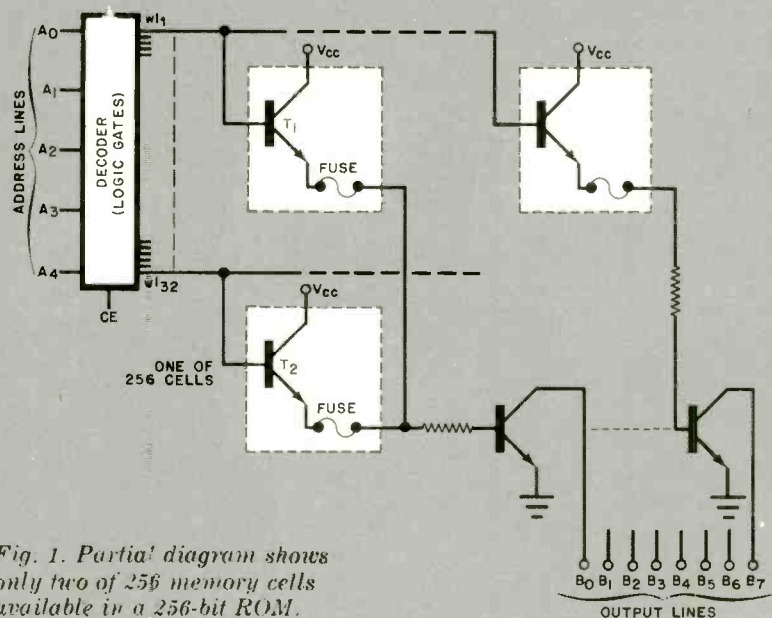 wl1
A0
A1
A2
A3
A4
ADDRESS LINES
DECODER
(LOGIC GATES)
wl32
CE
VCC
T1
FUSE
VCC
VCC
T2
FUSE
ONE OF
256 CELLS
B0 B1 B2 B3 B4 B5 B6 B7
OUTPUT LINES
Fig. 1. Partial diagram shows
only two of 256 memory cells
available in a 256-bit ROM.